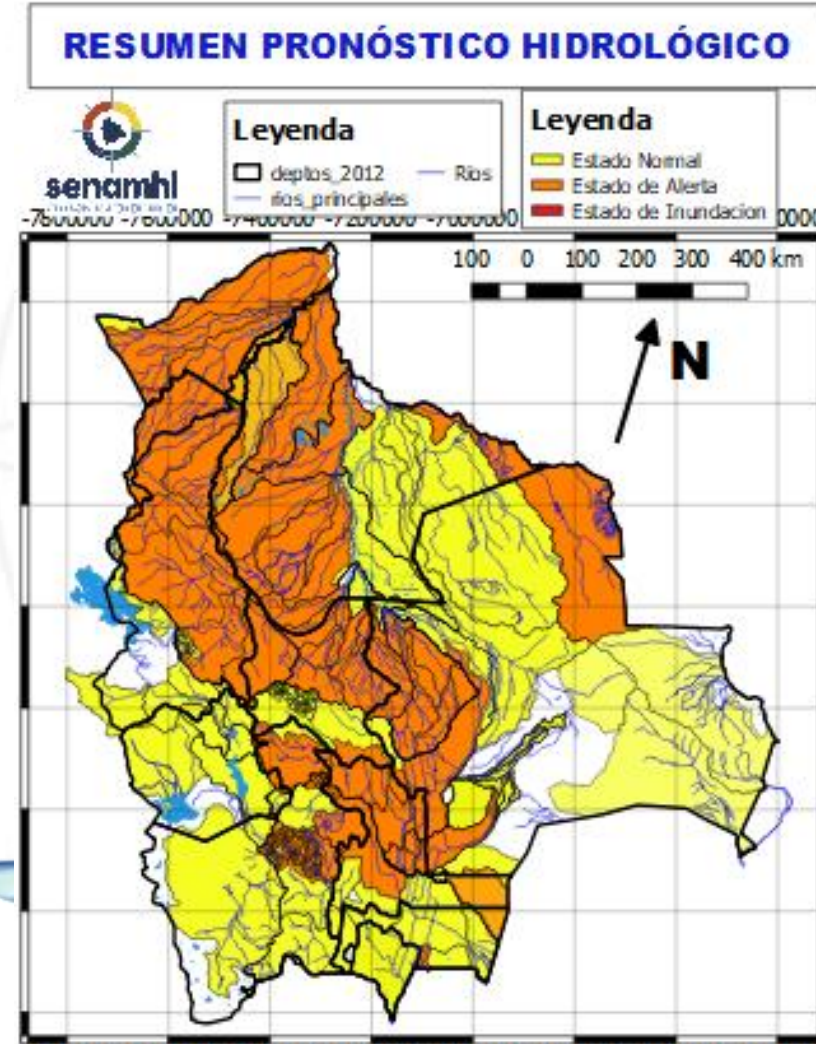 RESUMEN PRONÓSTICO HIDROLÓGICO
senamhi
Leyenda
deptos_2012
Rios
rios_principales
Leyenda
Estado Normal
Estado de Alerta
Estado de Inundacion
-7800000 -7600000 -7400000 -7200000 -7000000
100 0 100 200 300 400 km
N